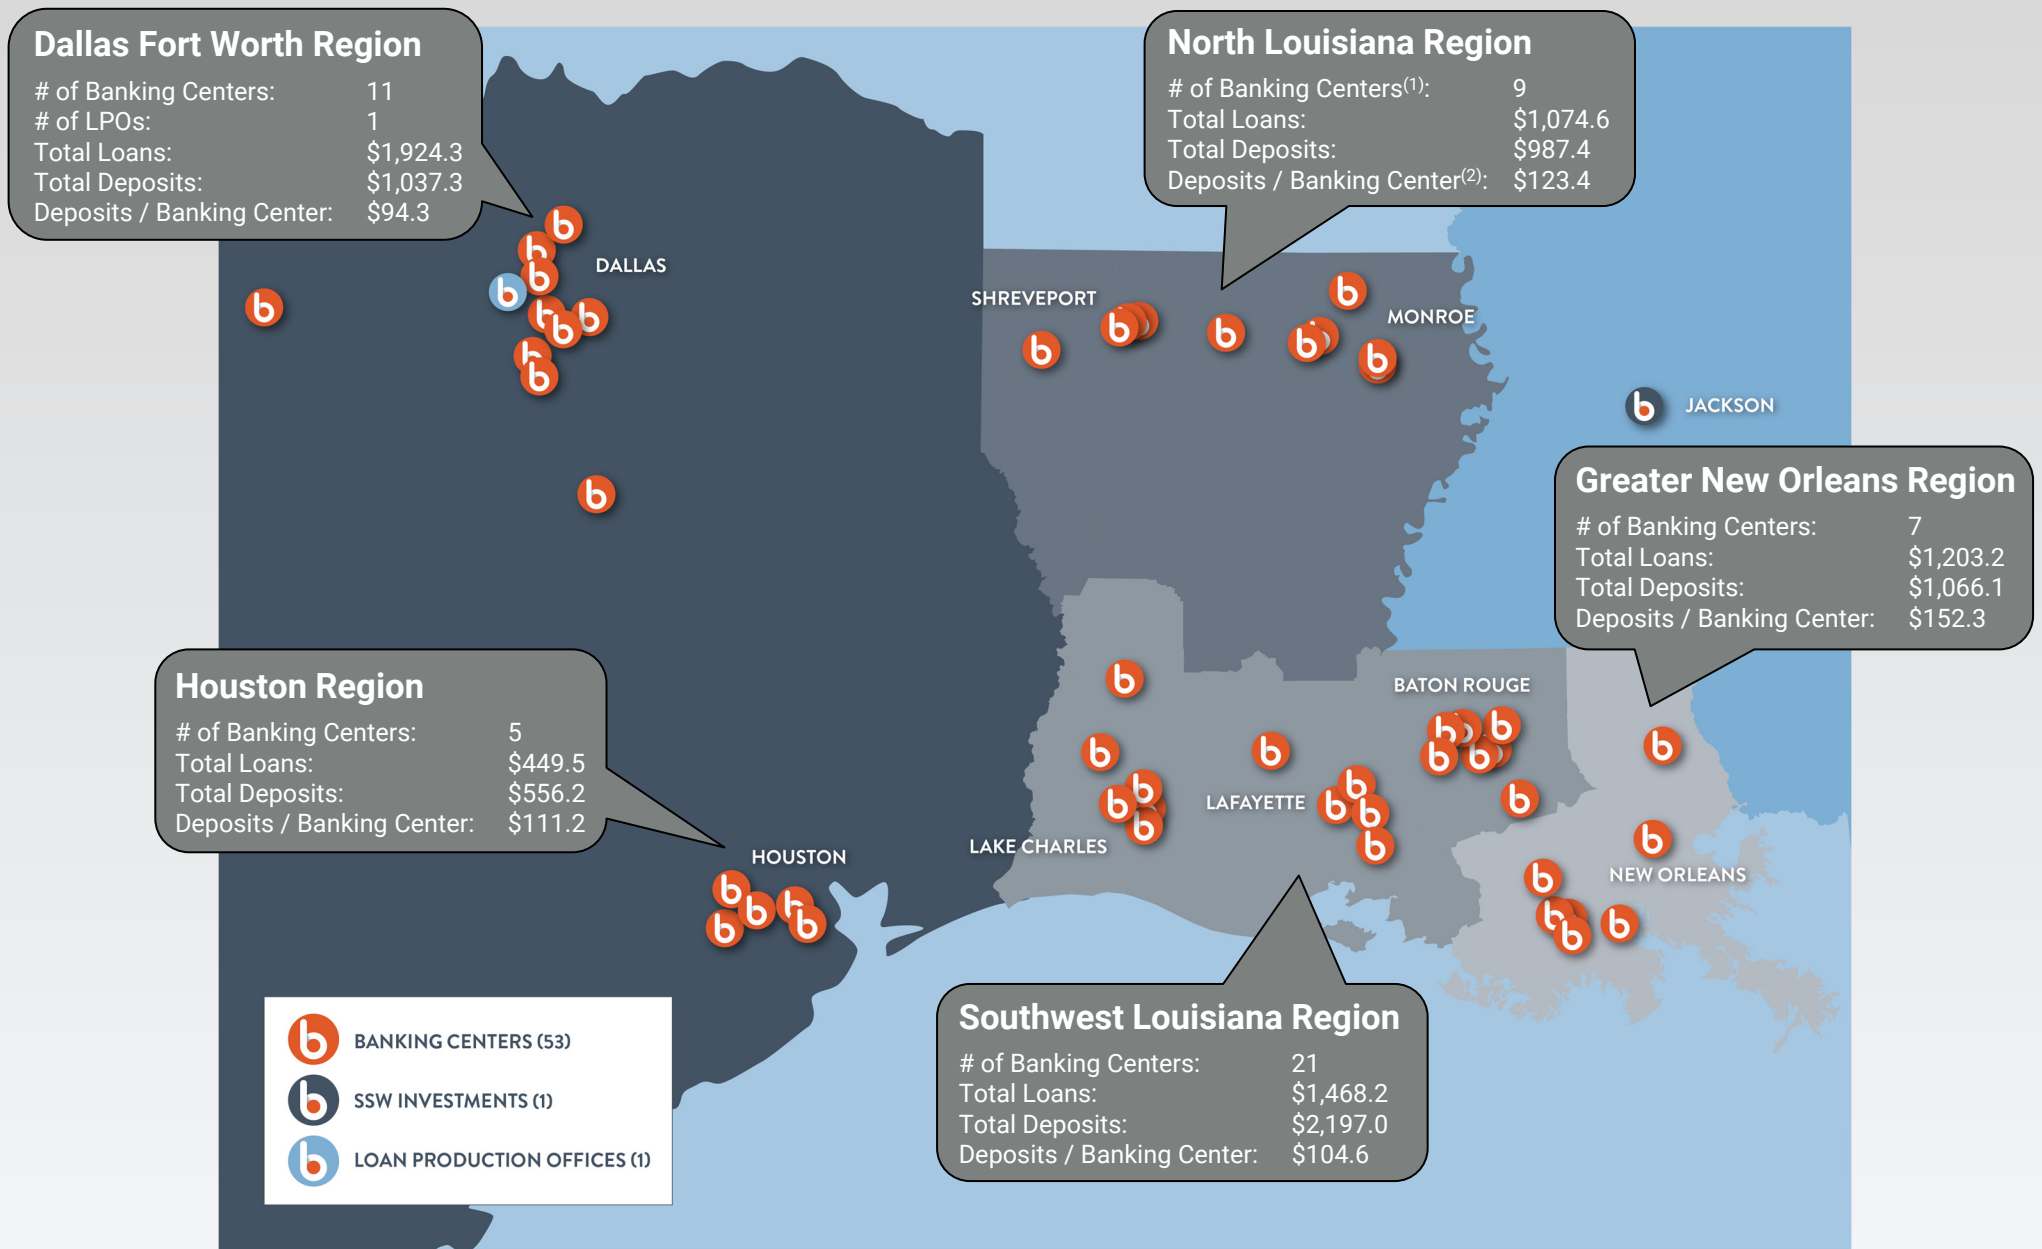 Dallas Fort Worth Region
# of Banking Centers: 11
# of LPOs: 1
Total Loans: $1,924.3
Total Deposits: $1,037.3
Deposits / Banking Center: $94.3
North Louisiana Region
# of Banking Centers(1): 9
Total Loans: $1,074.6
Total Deposits: $987.4
Deposits / Banking Center(2): $123.4
DALLAS
SHREVEPORT
MONROE
JACKSON
Greater New Orleans Region
# of Banking Centers: 7
Total Loans: $1,203.2
Total Deposits: $1,066.1
Deposits / Banking Center: $152.3
Houston Region
# of Banking Centers: 5
Total Loans: $449.5
Total Deposits: $556.2
Deposits / Banking Center: $111.2
BATON ROUGE
LAFAYETTE
LAKE CHARLES
HOUSTON
NEW ORLEANS
Southwest Louisiana Region
# of Banking Centers: 21
Total Loans: $1,468.2
Total Deposits: $2,197.0
Deposits / Banking Center: $104.6
BANKING CENTERS (53)
SSW INVESTMENTS (1)
LOAN PRODUCTION OFFICES (1)